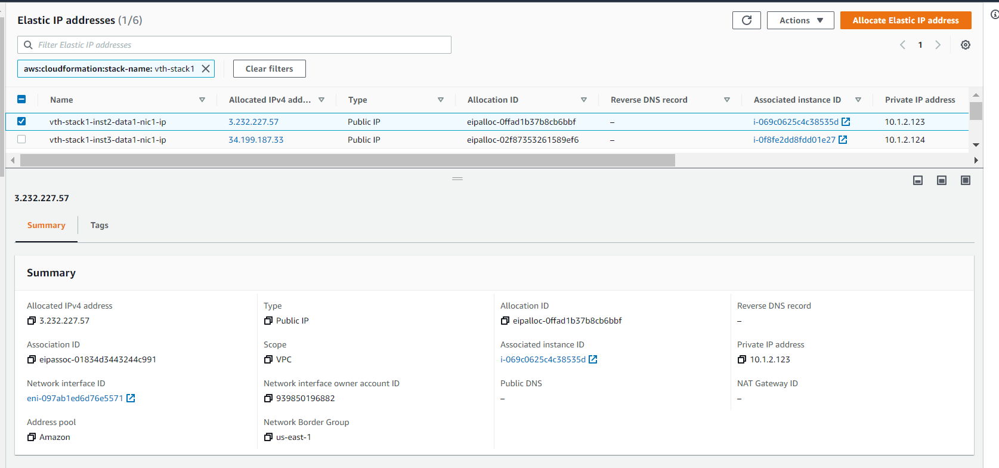 Elastic IP addresses (1/6)
Actions
Allocate Elastic IP address
Filter Elastic IP addresses
1
aws:cloudformation:stack-name: vth-stack1
Clear filters
Name Allocated IPv4 add... Type Allocation ID Reverse DNS record Associated instance ID Private IP address
vth-stack1-inst2-data1-nic1-ip 3.232.227.57 Public IP eipalloc-0ffad1b37b8cb6bbf – i-069c0625c4c38535d 10.1.2.123
vth-stack1-inst3-data1-nic1-ip 34.199.187.33 Public IP eipalloc-02f87353261589ef6 – i-0f8fe2dd8fdd01e27 10.1.2.124
3.232.227.57
Summary Tags
Summary
Allocated IPv4 address Type Allocation ID Reverse DNS record
3.232.227.57 Public IP eipalloc-0ffad1b37b8cb6bbf –
Association ID Scope Associated instance ID Private IP address
eipassoc-01834d3443244c991 VPC i-069c0625c4c38535d 10.1.2.123
Network interface ID Network interface owner account ID Public DNS NAT Gateway ID
eni-097ab1ed6d76e5571 939850196882 – –
Address pool Network Border Group
Amazon us-east-1